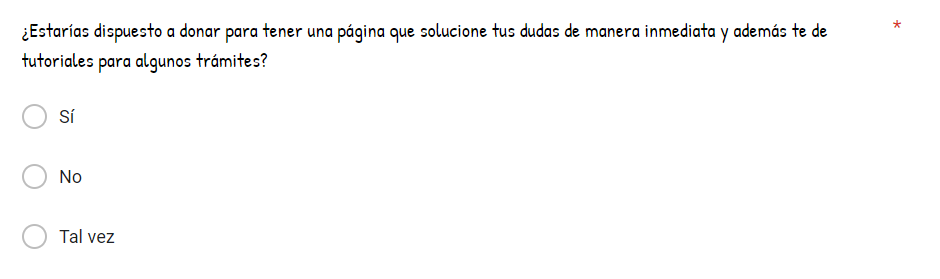 ¿Estarías dispuesto a donar para tener una página que solucione tus dudas de manera inmediata y además te de *
tutoriales para algunos trámites?
Sí
No
Tal vez